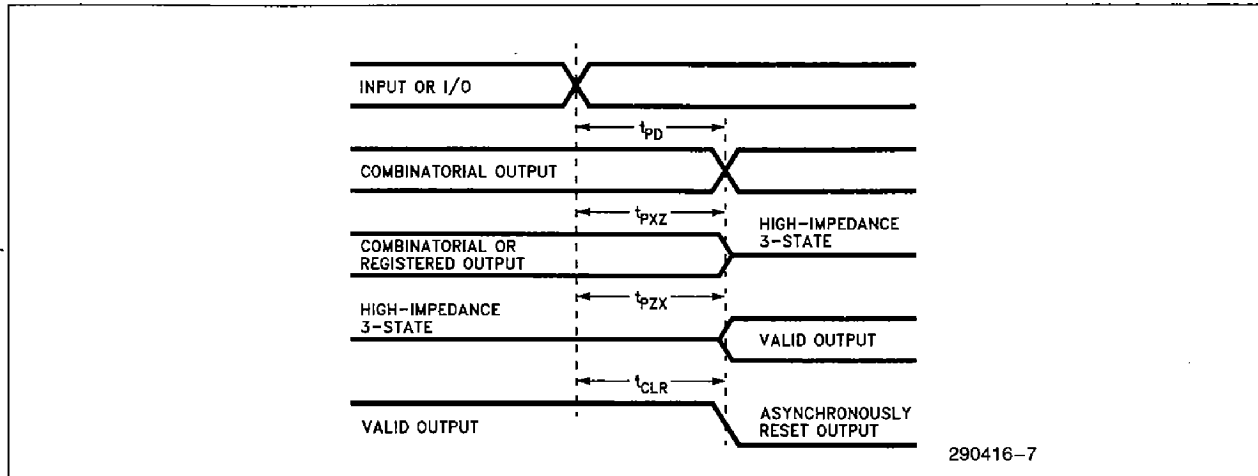 INPUT OR I/O
tPD
COMBINATORIAL OUTPUT
tPXZ
COMBINATORIAL OR
REGISTERED OUTPUT
HIGH-IMPEDANCE
3-STATE
tPZX
HIGH-IMPEDANCE
3-STATE
VALID OUTPUT
tCLR
VALID OUTPUT
ASYNCHRONOUSLY
RESET OUTPUT
290416-7